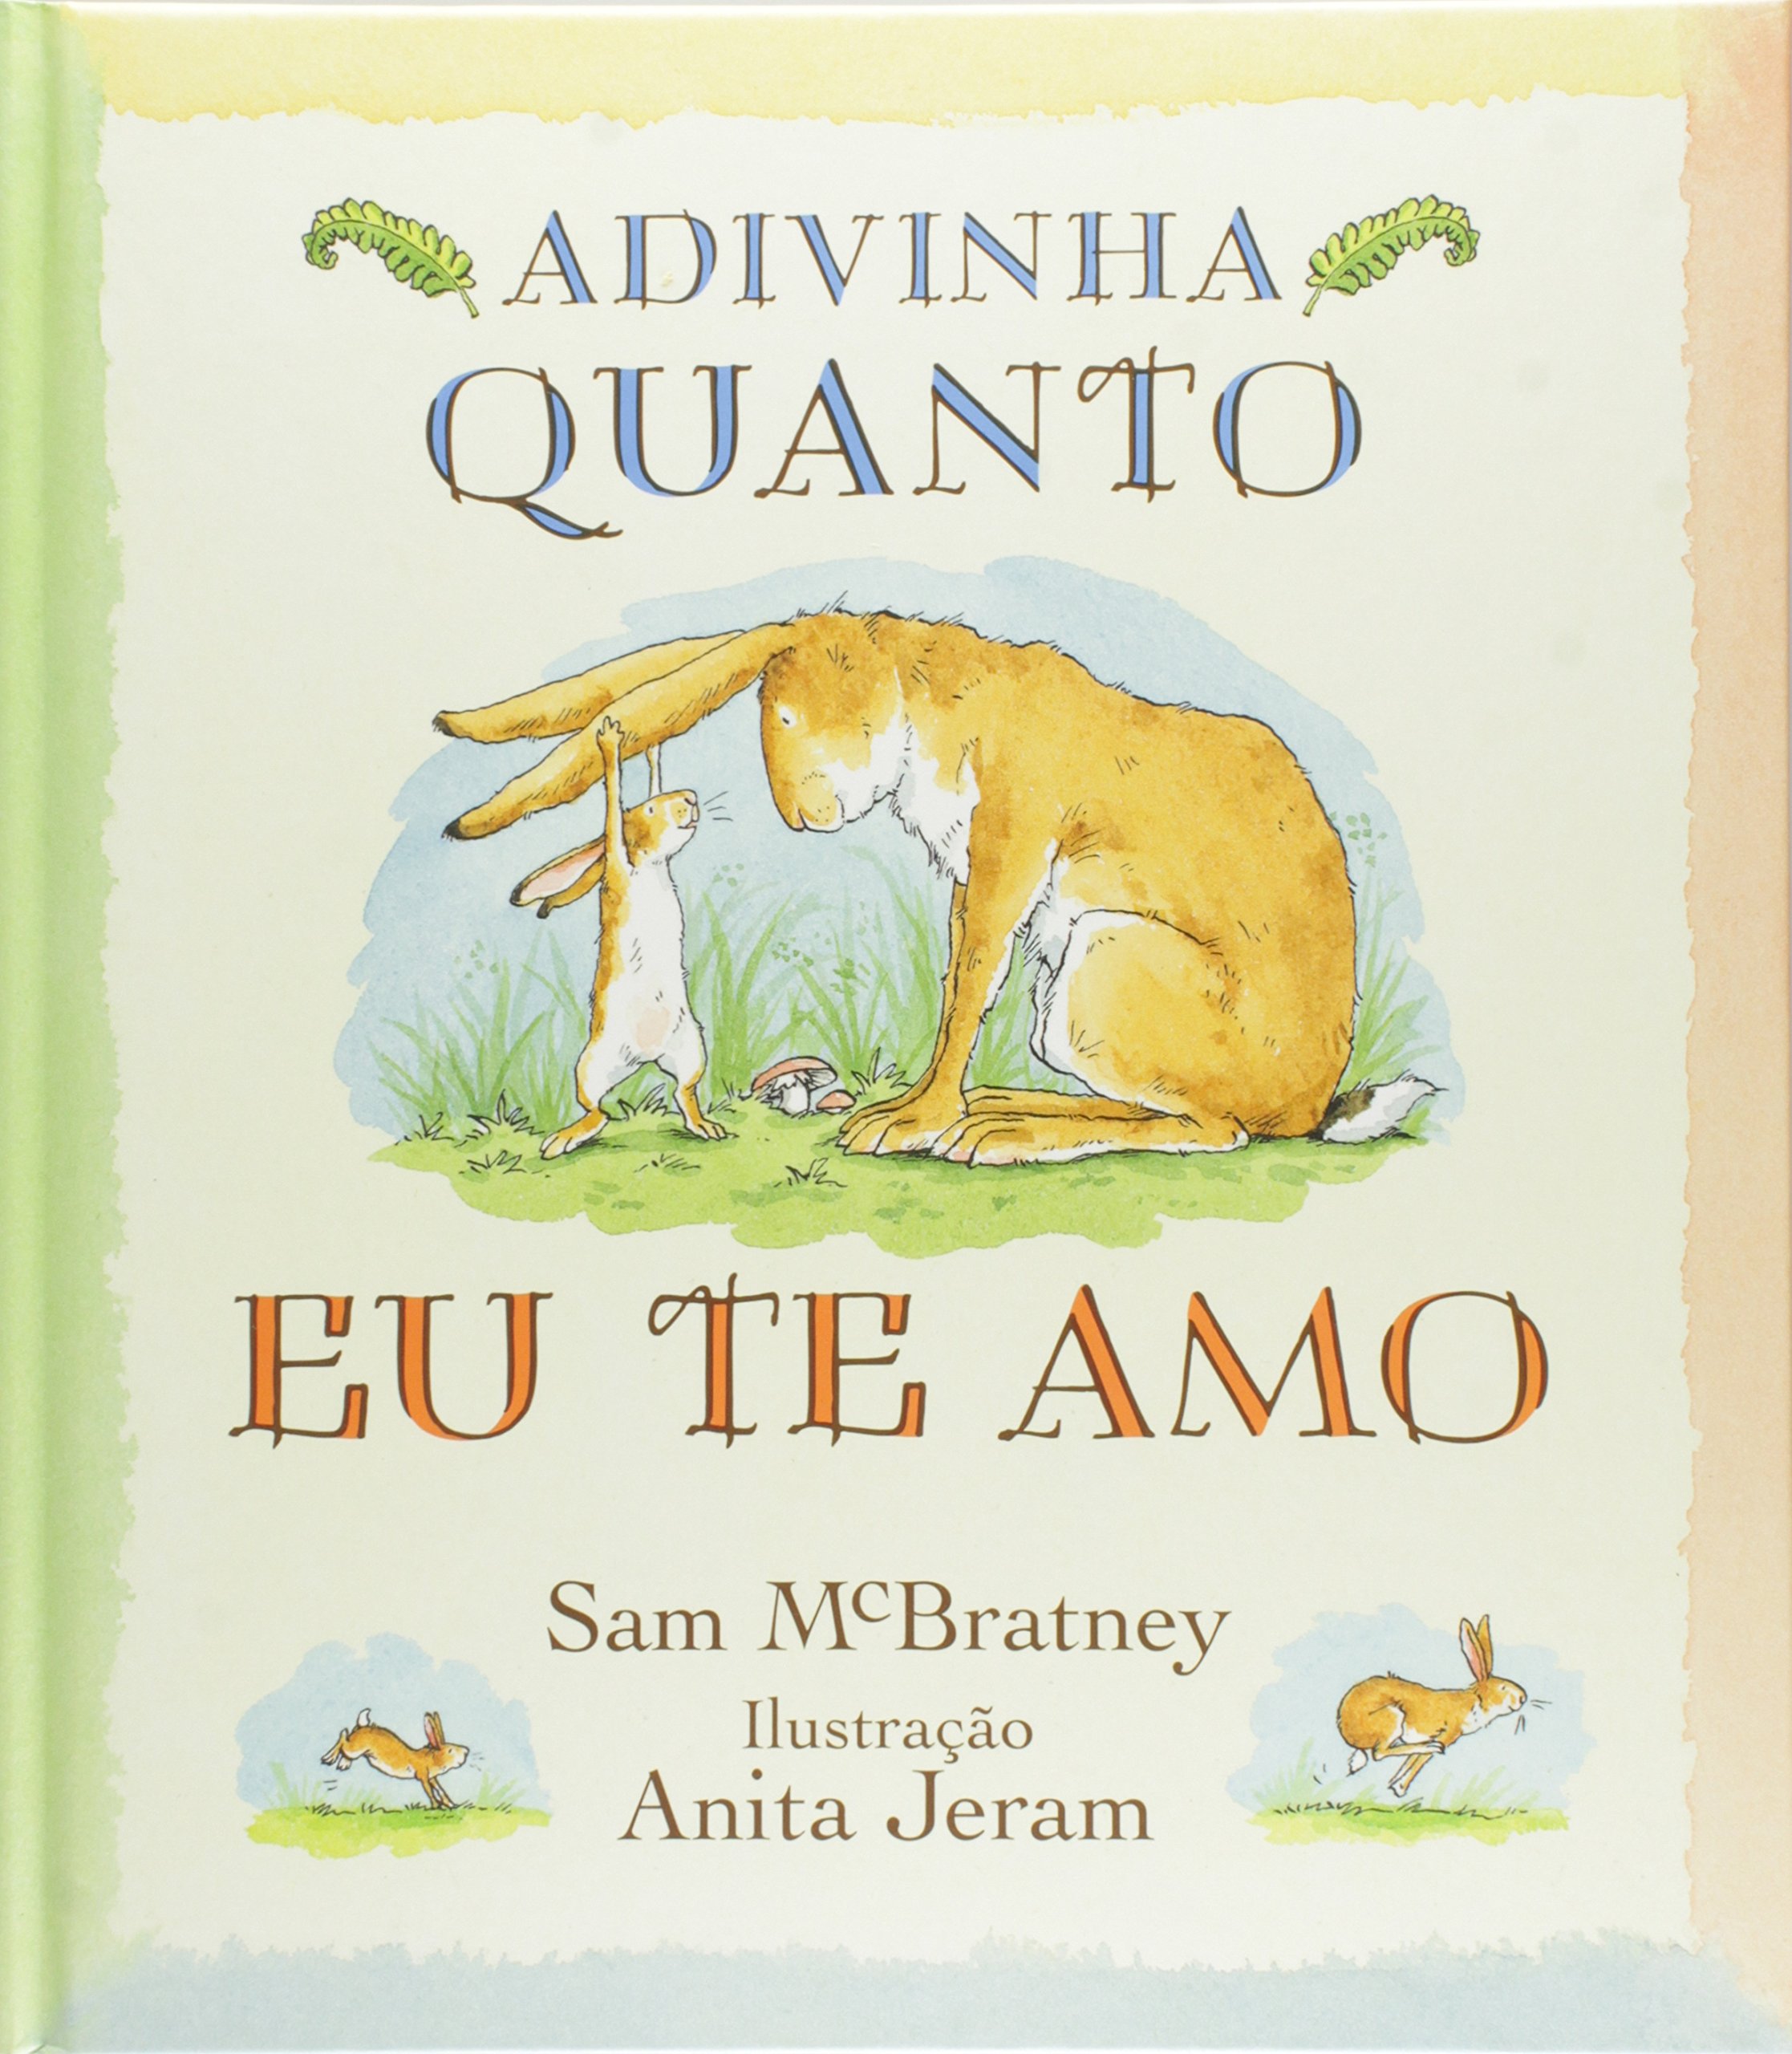 ADIVINHA
QUANTO
EU TE AMO
Sam McBratney
Ilustração
Anita Jeram